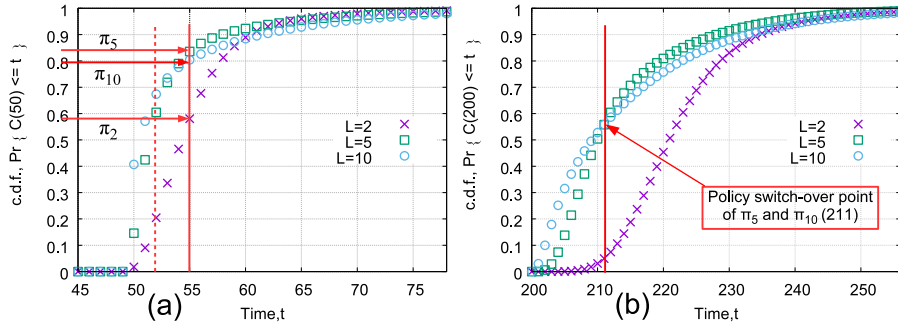 c.d.f., Pr { C(50) <= t }
1
0.9
0.8
0.7
0.6
0.5
0.4
0.3
0.2
0.1
0
π5
π10
π2
L=2
L=5
L=10
45 50 55 60 65 70 75
(a)
Time,t
c.d.f., Pr { C(200) <= t }
1
0.9
0.8
0.7
0.6
0.5
0.4
0.3
0.2
0.1
0
L=2
L=5
L=10
Policy switch-over point
of π5 and π10 (211)
200 210 220 230 240 250
(b)
Time,t